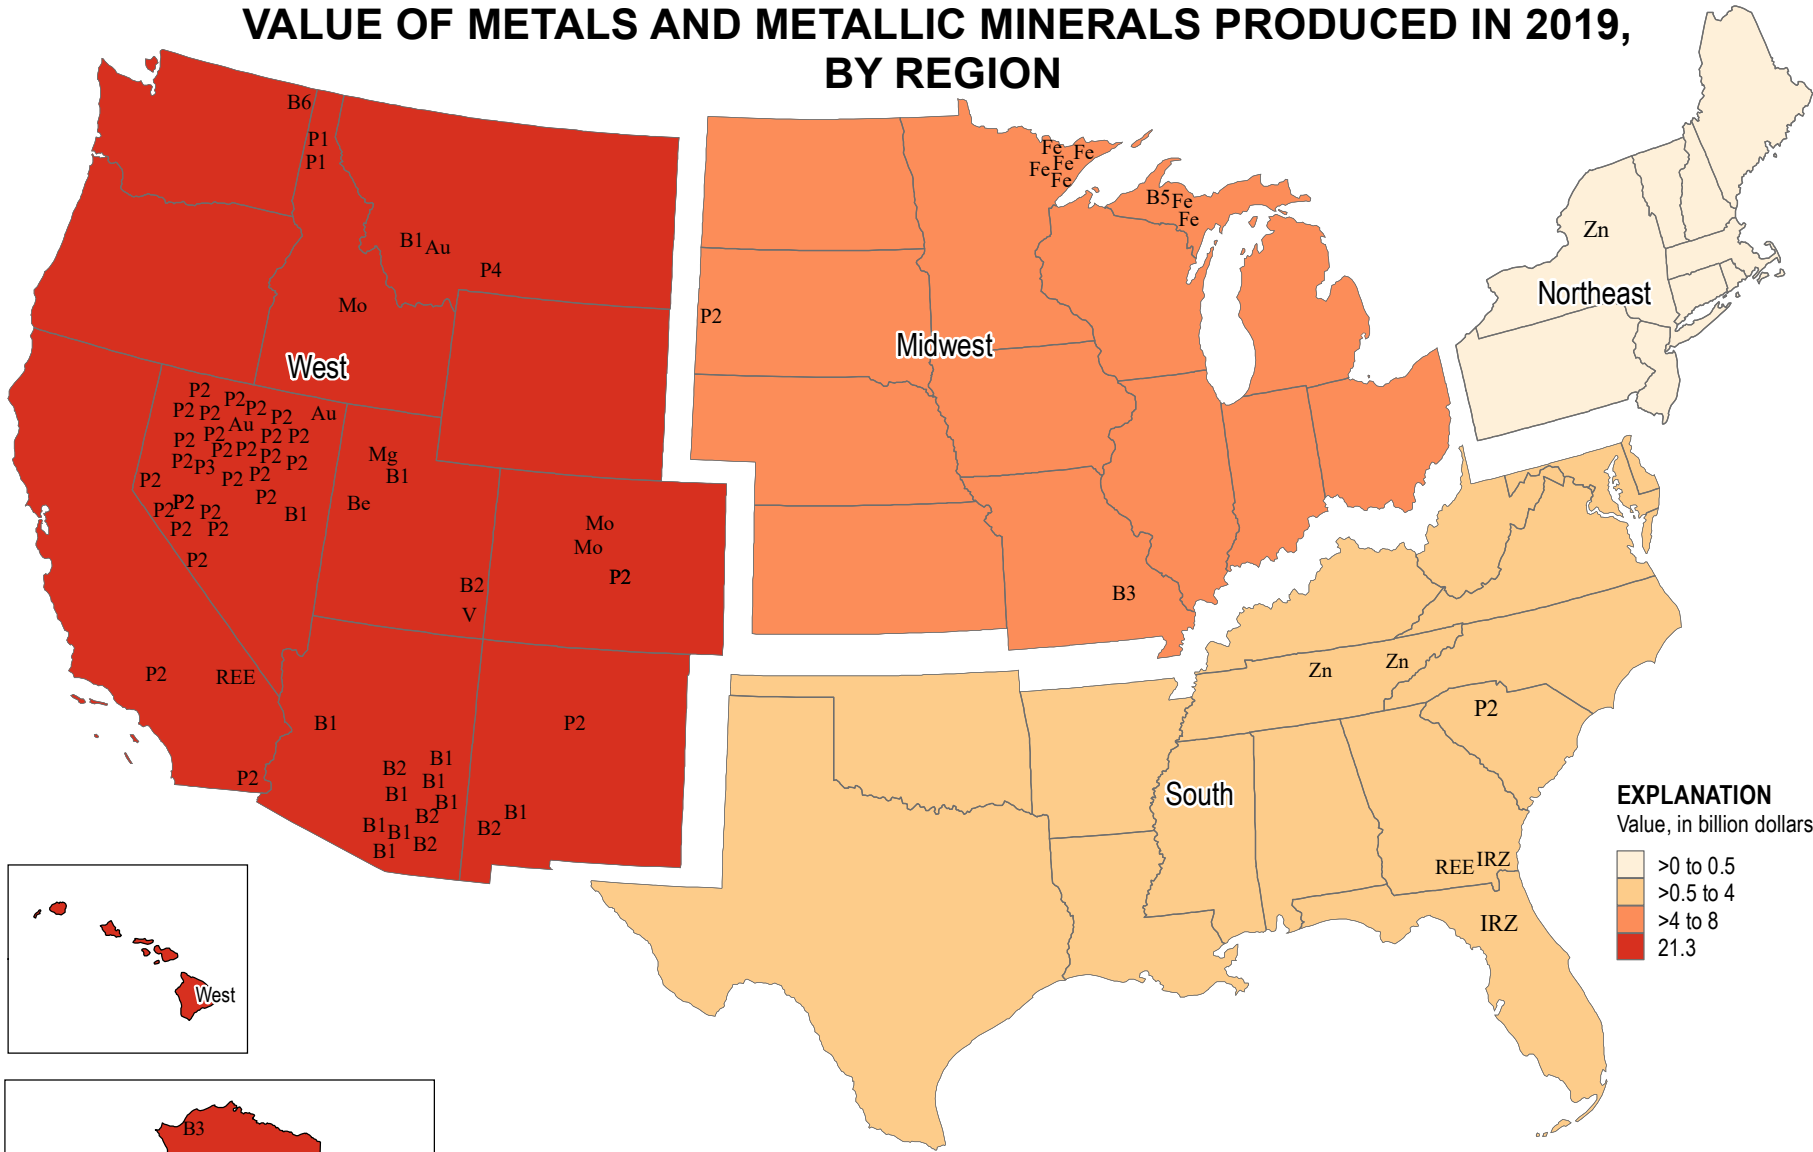 VALUE OF METALS AND METALLIC MINERALS PRODUCED IN 2019,
BY REGION
B6
P1
P1
B1 Au
P4
Mo
West
P2
P2
P2
P2
P2
P2
Au
Au
P2
P2
P2
P2
P2
P2
P2
P2
P3
P2
P2
P2
P2
P2
P2
P2
P2
B1
P2
P2
P2
Mg
B1
Be
B2
V
Mo
Mo
P2
P2
REE
P2
B1
B2
B1
B1
B1
B1
B2
B1
B1
B2
B1
P2
B1
B2
Fe
Fe
Fe
Fe
Fe
B5 Fe
Fe
P2
Midwest
B3
Zn
Northeast
Zn
Zn
P2
South
REE IRZ
IRZ
EXPLANATION
Value, in billion dollars
>0 to 0.5
>0.5 to 4
>4 to 8
21.3
West
B3